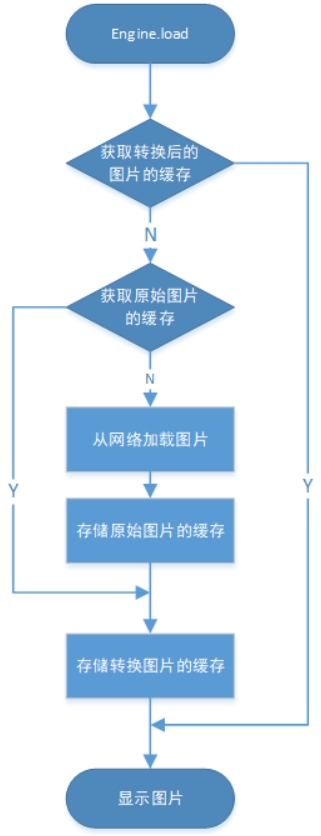 Engine.load
获取转换后的
图片的缓存
N
获取原始图片
的缓存
N
从网络加载图片
Y
Y
存储原始图片的缓存
存储转换图片的缓存
显示图片